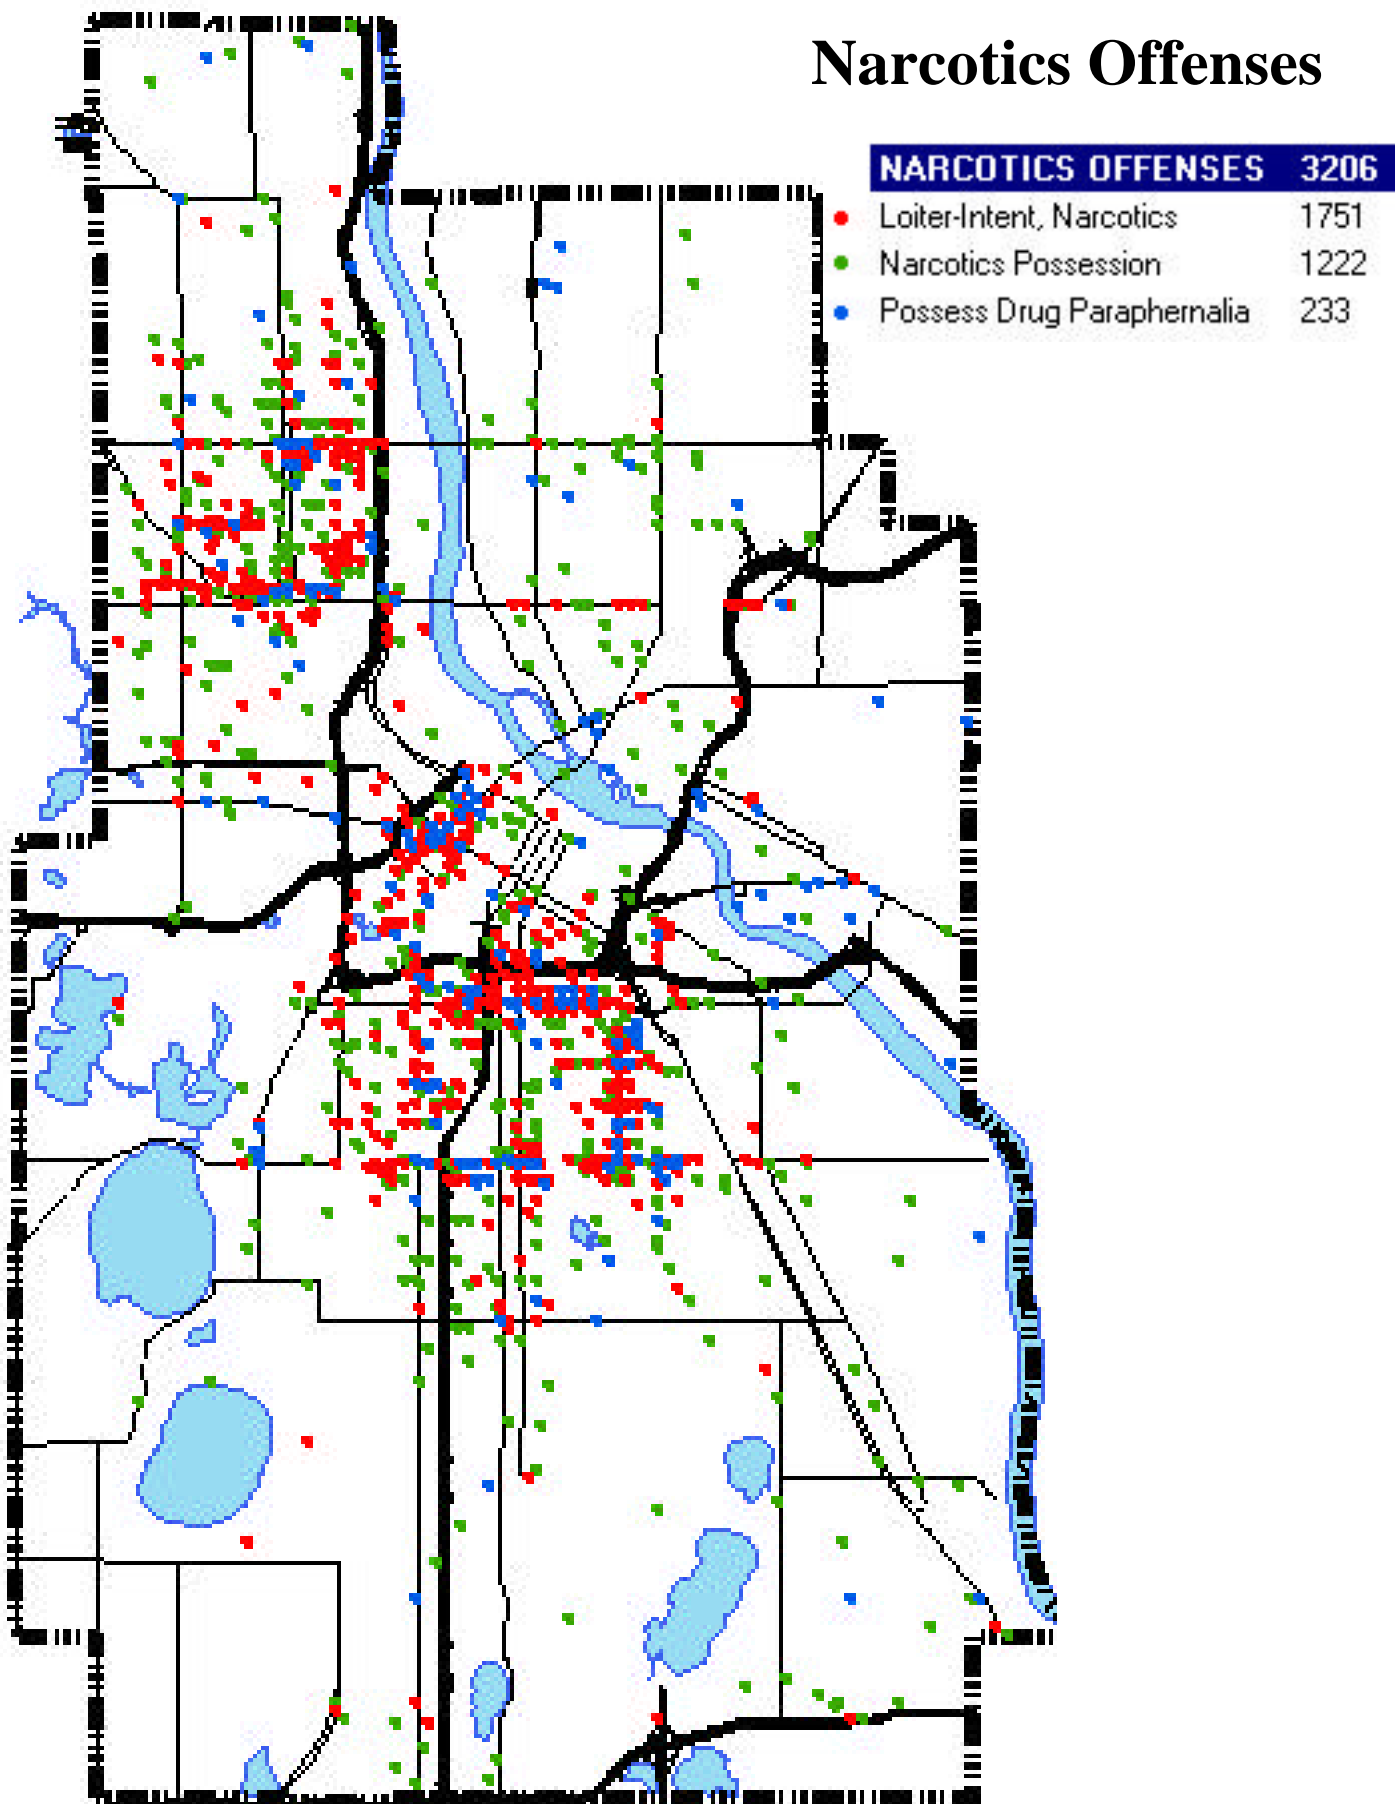 Narcotics Offenses
NARCOTICS OFFENSES 3206
Loiter-Intent, Narcotics 1751
Narcotics Possession 1222
Possess Drug Paraphernalia 233